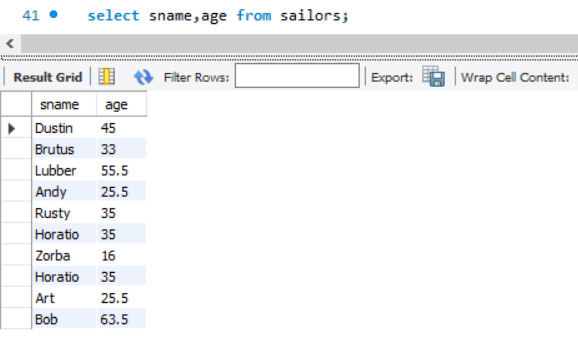 41 select sname,age from sailors;
Result Grid Filter Rows: Export: Wrap Cell Content:
sname age
Dustin 45
Brutus 33
Lubber 55.5
Andy 25.5
Rusty 35
Horatio 35
Zorba 16
Horatio 35
Art 25.5
Bob 63.5